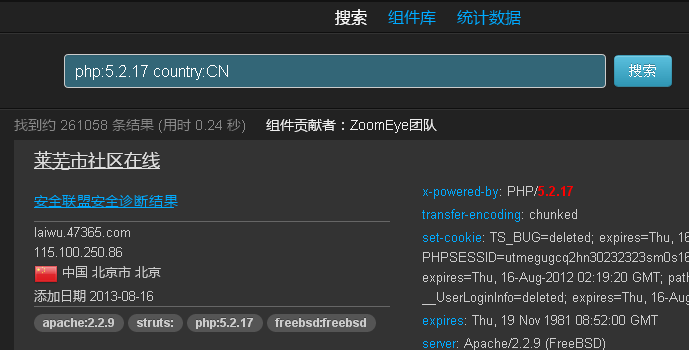 搜索 组件库 统计数据
php:5.2.17 country:CN 搜索
找到约 261058 条结果 (用时 0.24 秒) 组件贡献者：ZoomEye团队
莱芜市社区在线
安全联盟安全诊断结果
laiwu.47365.com
115.100.250.86
中国 北京市 北京
添加日期 2013-08-16
apache:2.2.9 struts: php:5.2.17 freebsd:freebsd
x-powered-by: PHP/5.2.17
transfer-encoding: chunked
set-cookie: TS_BUG=deleted; expires=Thu, 16
PHPSESSID=utmegugcq2hn30232323sm0s16
expires=Thu, 16-Aug-2012 02:19:20 GMT; pat
__UserLoginInfo=deleted; expires=Thu, 16-Aug
expires: Thu, 19 Nov 1981 08:52:00 GMT
server: Apache/2.2.9 (FreeBSD)